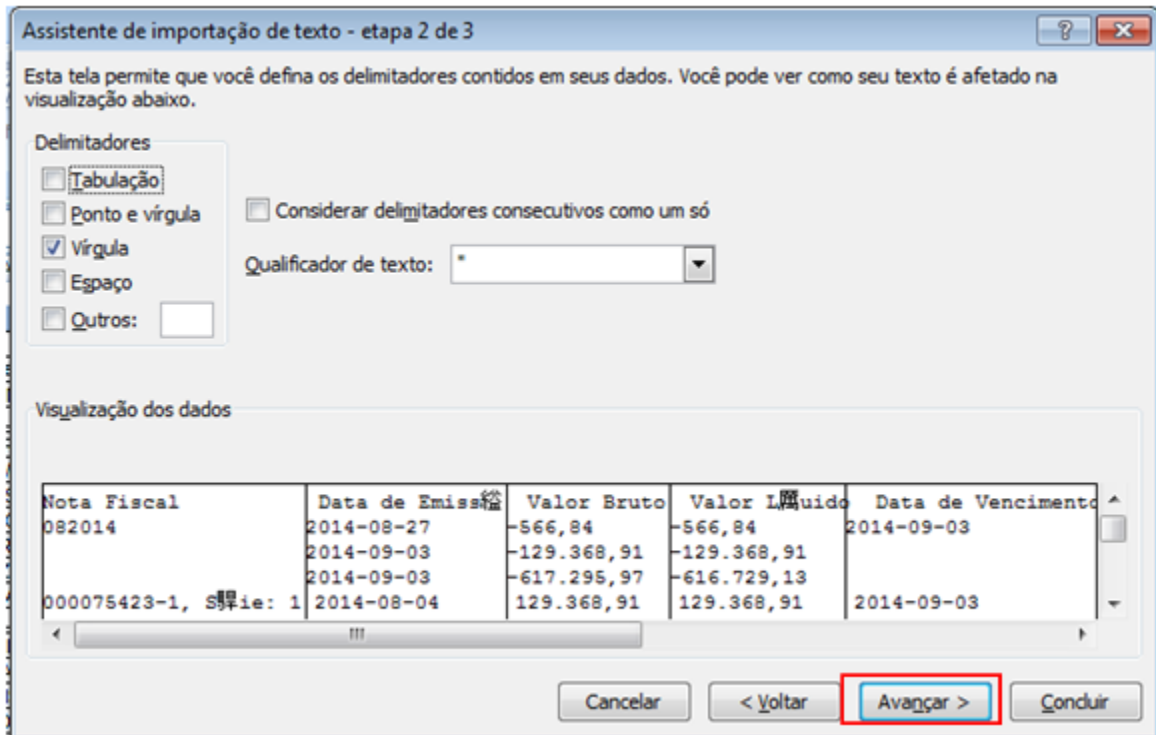 Assistente de importação de texto - etapa 2 de 3
Esta tela permite que você defina os delimitadores contidos em seus dados. Você pode ver como seu texto é afetado na
visualização abaixo.
Delimitadores
Tabulação
Ponto e vírgula
Vírgula
Espaço
Outros:
Considerar delimitadores consecutivos como um só
Qualificador de texto: "
Visualização dos dados
Nota Fiscal Data de Emiss Valor Bruto Valor L Data de Vencimento
082014 2014-08-27 -566,84 -566,84 2014-09-03
2014-09-03 -129.368,91 -129.368,91
2014-09-03 -617.295,97 -616.729,13
000075423-1, S驛ie: 1 2014-08-04 129.368,91 129.368,91 2014-09-03
Cancelar < Voltar Avançar > Concluir